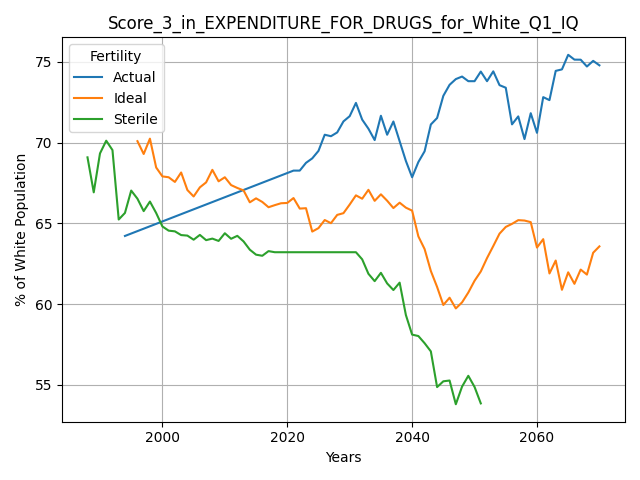 Score_3_in_EXPENDITURE_FOR_DRUGS_for_White_Q1_IQ
Fertility
Actual
Ideal
Sterile
% of White Population
75
70
65
60
55
2000
2020
2040
2060
Years